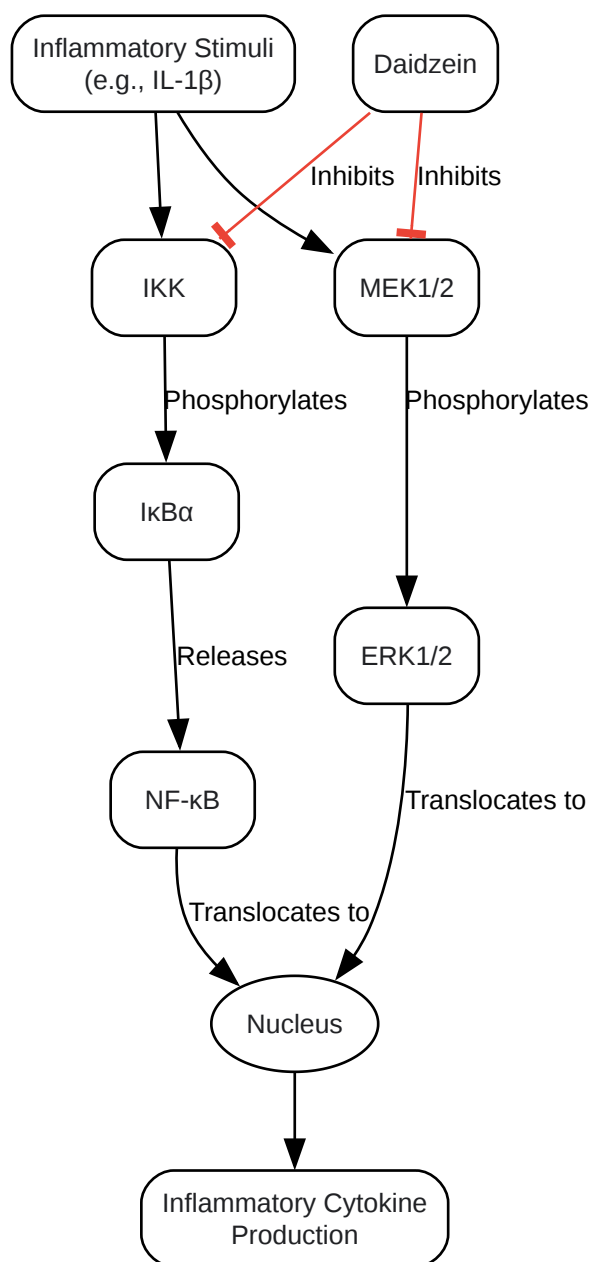 Inflammatory Stimuli
(e.g., IL-1β)
Daidzein
Inhibits
Inhibits
IKK
MEK1/2
Phosphorylates
Phosphorylates
IκBα
Releases
ERK1/2
NF-κB
Translocates to
Translocates to
Nucleus
Inflammatory Cytokine
Production